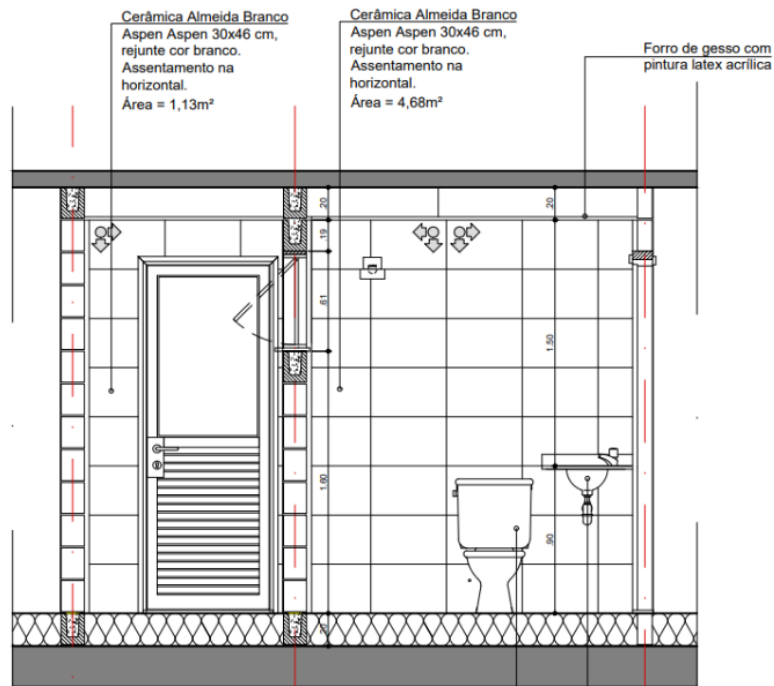 Cerâmica Almeida Branco
Aspen Aspen 30x46 cm,
rejunte cor branco.
Assentamento na
horizontal.
Área = 1,13m²
Cerâmica Almeida Branco
Aspen Aspen 30x46 cm,
rejunte cor branco.
Assentamento na
horizontal.
Área = 4,68m²
Forro de gesso com
pintura latex acrílica
.20
.20
.19
.61
1.50
1.60
.90
.20